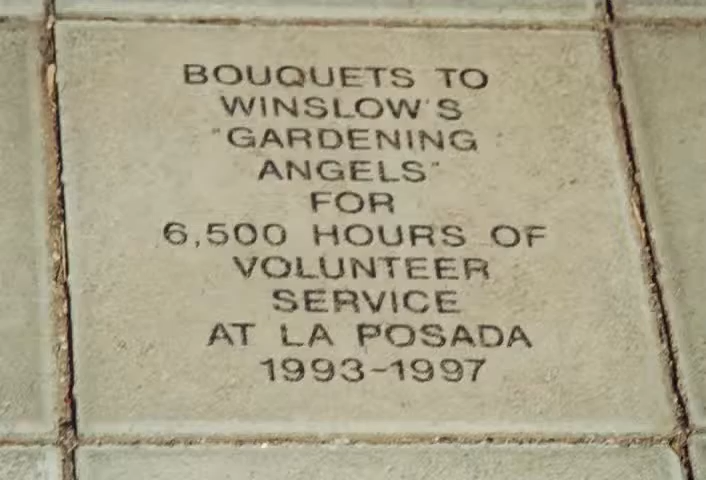 BOUQUETS TO
WINSLOW'S
"GARDENING
ANGELS"
FOR
6,500 HOURS OF
VOLUNTEER
SERVICE
AT LA POSADA
1993-1997